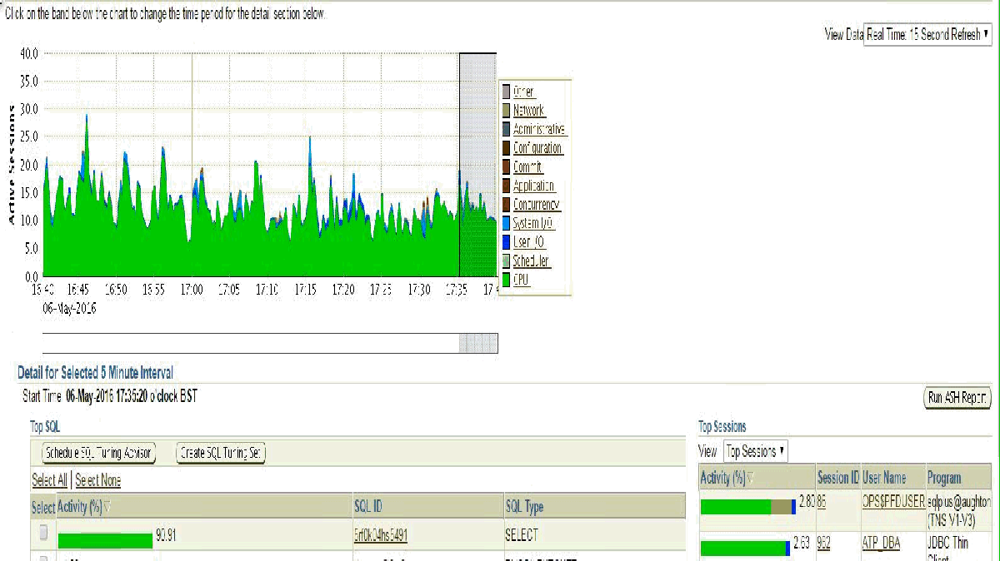 Click on the band below the chart to change the time period for the detail section below.
View Data Real Time: 15 Second Refresh
Active Sessions
40.0
35.0
30.0
25.0
20.0
15.0
10.0
5.0
0.0
16:40 16:45 16:50 16:55 17:00 17:05 17:10 17:15 17:20 17:25 17:30 17:35 17:4
06-May-2016
Other
Network
Administrative
Configuration
Commit
Application
Concurrency
System I/O
User I/O
Scheduler
CPU
Detail for Selected 5 Minute Interval
Start Time 06-May-2016 17:35:20 o'clock BST
Run ASH Report
Top SQL
Schedule SQL Tuning Advisor Create SQL Tuning Set
Select All | Select None
Select Activity (%) SQL ID SQL Type
90.91 5rf0k04hs5491 SELECT
Top Sessions
View Top Sessions
Activity (%) Session ID User Name Program
2.80 86 OPS$PFDUSER sqlplus@aughton
(TNS V1-V3)
2.63 962 ATP_DBA JDBC Thin
Client